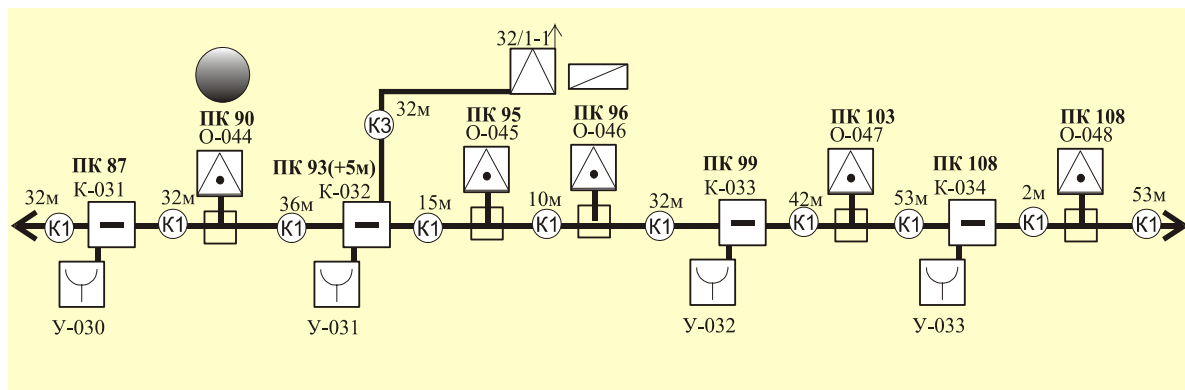 32/1-1
32м
К3
ПК 90
О-044
ПК 95
О-045
ПК 96
О-046
ПК 103
О-047
ПК 108
О-048
ПК 87
К-031
ПК 93(+5м)
К-032
ПК 99
К-033
ПК 108
К-034
32м
32м
36м
15м
10м
32м
42м
53м
2м
53м
К1
К1
К1
К1
К1
К1
К1
К1
К1
К1
У-030
У-031
У-032
У-033